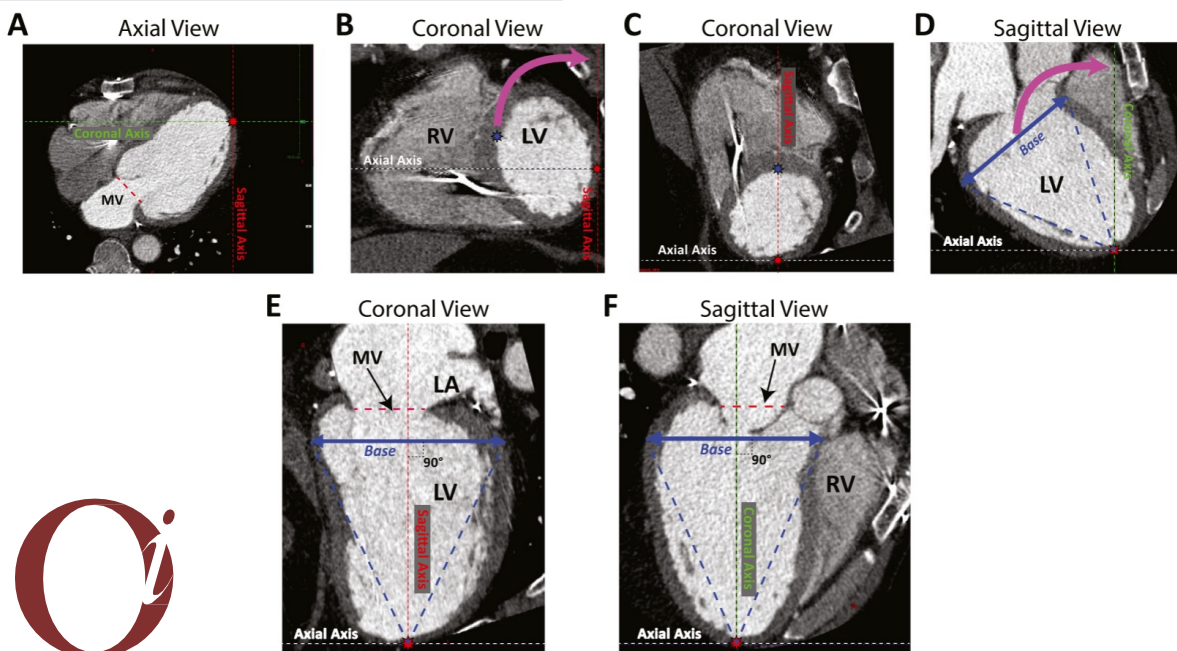 A
Axial View
Coronal Axis
MV
Sagittal Axis
B
Coronal View
RV
LV
Axial Axis
Sagittal Axis
C
Coronal View
Sagittal Axis
Axial Axis
D
Sagittal View
Coronal Axis
Base
LV
Axial Axis
E
Coronal View
MV
LA
Base
90°
LV
Sagittal Axis
Axial Axis
F
Sagittal View
MV
Base
90°
RV
Coronal Axis
Axial Axis
Oi